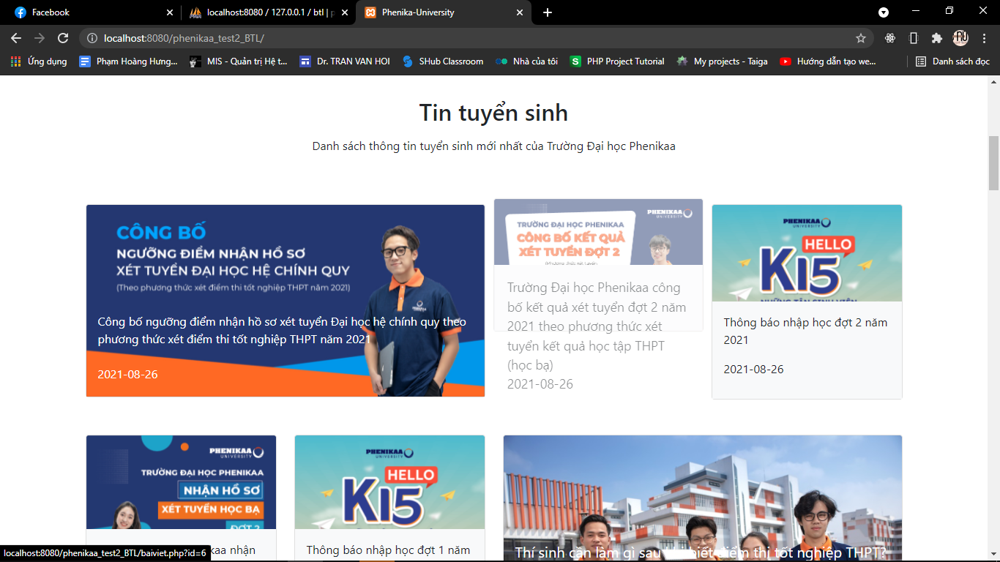 Facebook
localhost:8080 / 127.0.0.1 / btl | p
Phenika-University
localhost:8080/phenikaa_test2_BTL/
Ứng dụng
Phạm Hoàng Hưng...
MIS - Quản trị Hệ t...
Dr. TRAN VAN HOI
SHub Classroom
Nhà của tôi
PHP Project Tutorial
My projects - Taiga
Hướng dẫn tạo we...
Danh sách đọc
Tin tuyển sinh
Danh sách thông tin tuyển sinh mới nhất của Trường Đại học Phenikaa
CÔNG BỐ
NGƯỠNG ĐIỂM NHẬN HỒ SƠ
XÉT TUYỂN ĐẠI HỌC HỆ CHÍNH QUY
(Theo phương thức xét điểm thi tốt nghiệp THPT năm 2021)
Công bố ngưỡng điểm nhận hồ sơ xét tuyển Đại học hệ chính quy theo
phương thức xét điểm thi tốt nghiệp THPT năm 2021
2021-08-26
PHENIKAA
UNIVERSITY
TRƯỜNG ĐẠI HỌC PHENIKAA
CÔNG BỐ KẾT QUẢ
XÉT TUYỂN ĐỢT 2
Trường Đại học Phenikaa công
bố kết quả xét tuyển đợt 2 năm
2021 theo phương thức xét
tuyển kết quả học tập THPT
(học bạ)
2021-08-26
PHENIKAA
UNIVERSITY
HELLO
K15
NHỮNG TÂN SINH VIÊN
Thông báo nhập học đợt 2 năm
2021
2021-08-26
PHENIKAA
UNIVERSITY
TRƯỜNG ĐẠI HỌC PHENIKAA
NHẬN HỒ SƠ
XÉT TUYỂN HỌC BẠ
ĐỢT 2
kaa nhận
PHENIKAA
UNIVERSITY
HELLO
K15
Thông báo nhập học đợt 1 năm
Thí sinh cần làm gì sau biết điểm thi tốt nghiệp THPT?
localhost:8080/phenikaa_test2_BTL/baiviet.php?id=6